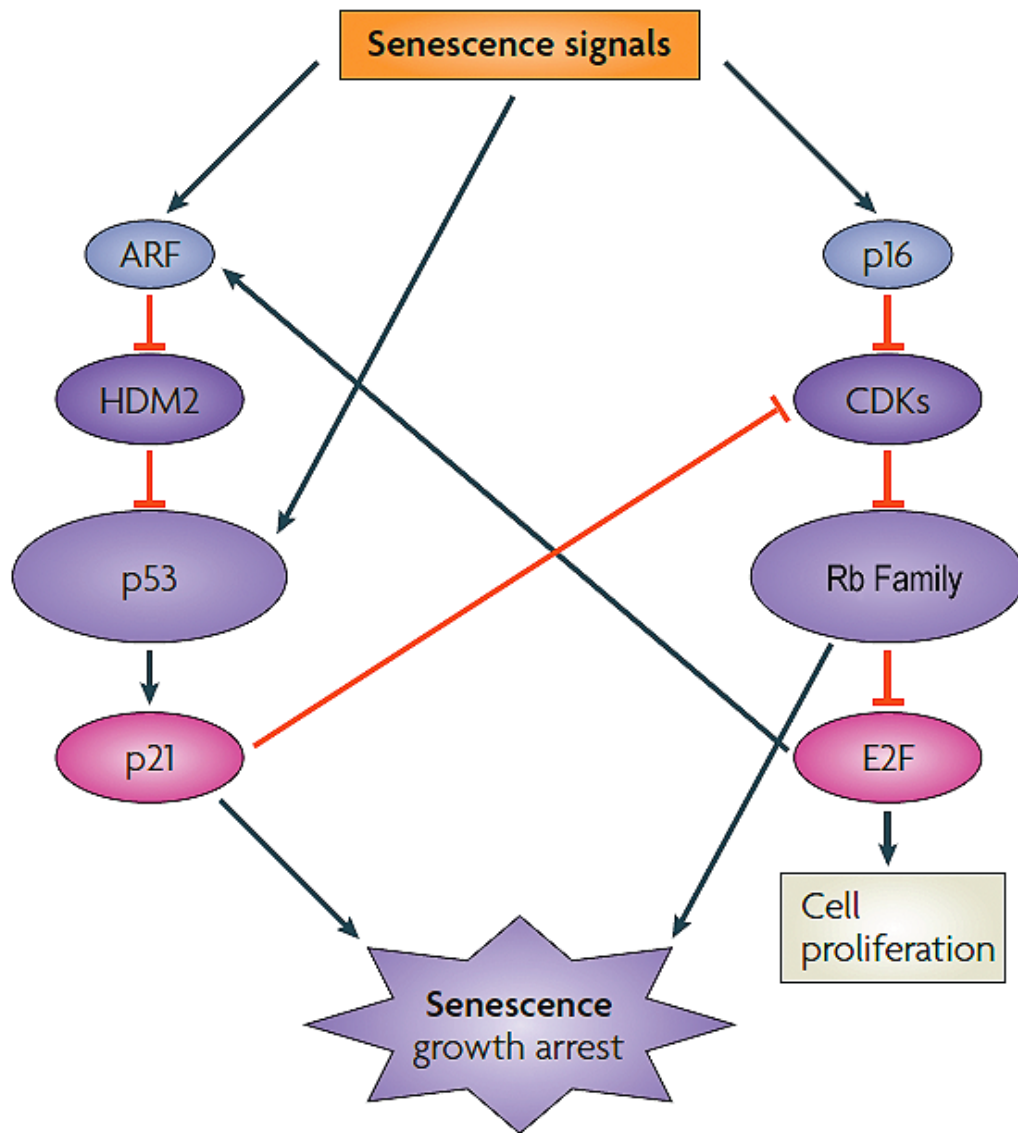 Senescence signals
ARF
p16
HDM2
CDKs
p53
Rb Family
p21
E2F
Cell
proliferation
Senescence
growth arrest